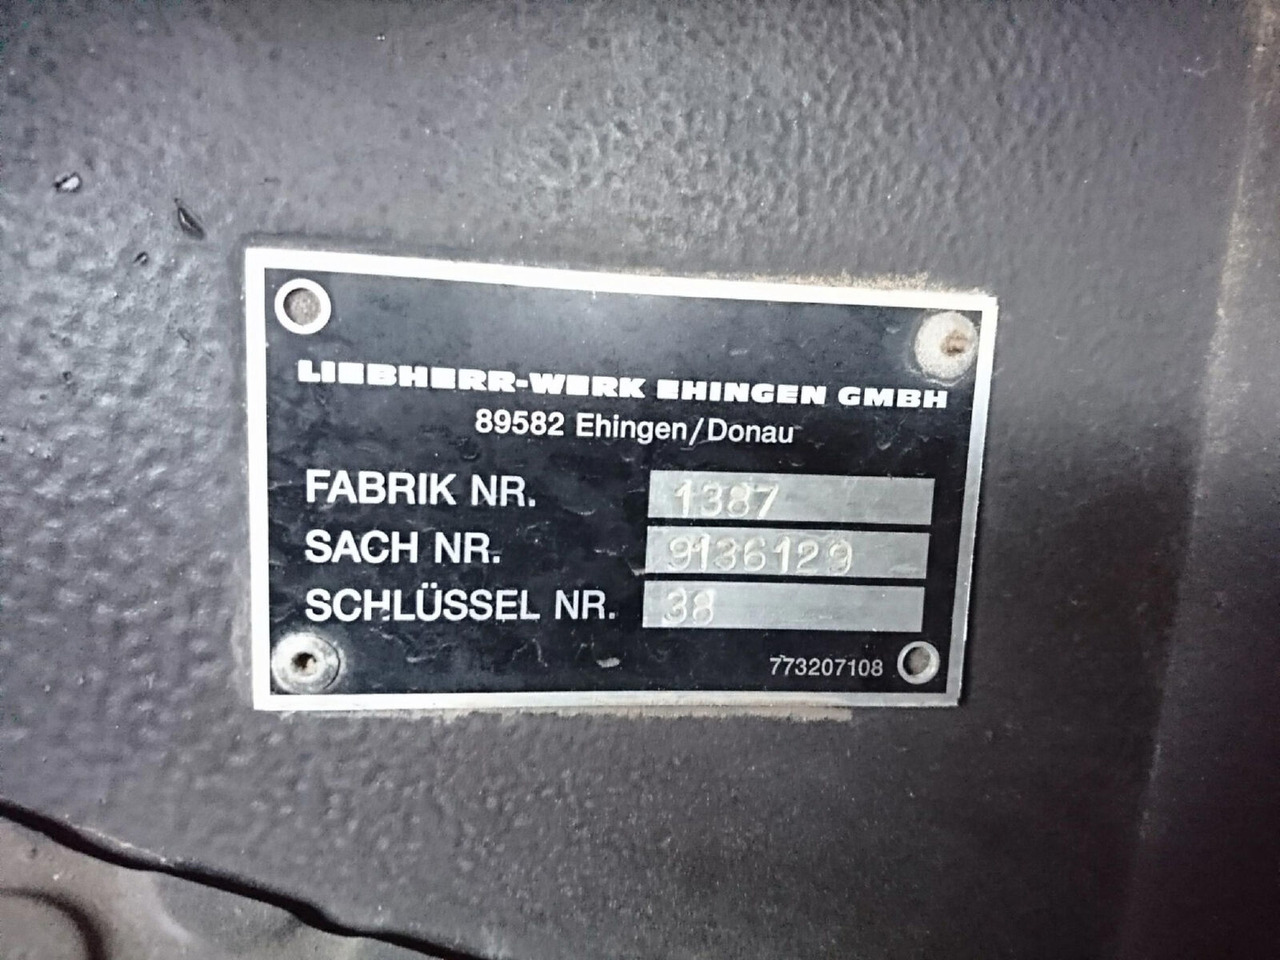 LIEBHERR-WERK EHINGEN GMBH
89582 Ehingen/Donau
FABRIK NR. 1387
SACH NR. 9136129
SCHLÜSSEL NR. 38
773207108